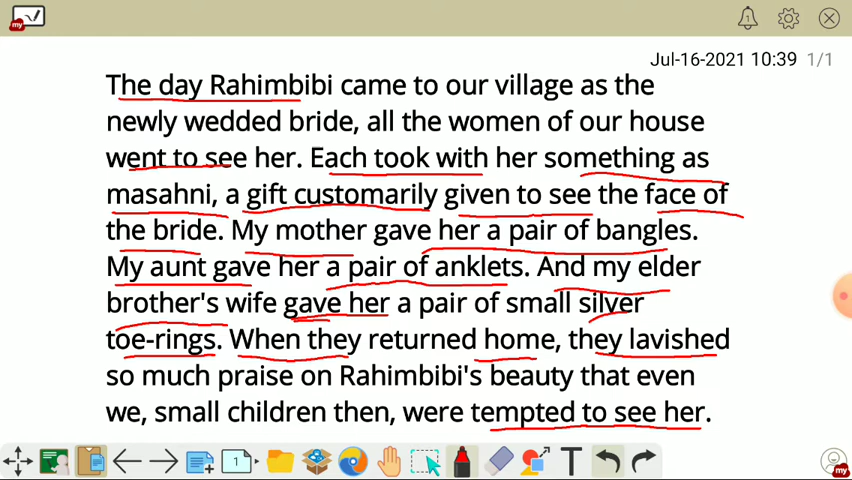 my
1
Jul-16-2021 10:39 1/1
The day Rahimbibi came to our village as the
newly wedded bride, all the women of our house
went to see her. Each took with her something as
masahni, a gift customarily given to see the face of
the bride. My mother gave her a pair of bangles.
My aunt gave her a pair of anklets. And my elder
brother's wife gave her a pair of small silver
toe-rings. When they returned home, they lavished
so much praise on Rahimbibi's beauty that even
we, small children then, were tempted to see her.
1
T
my